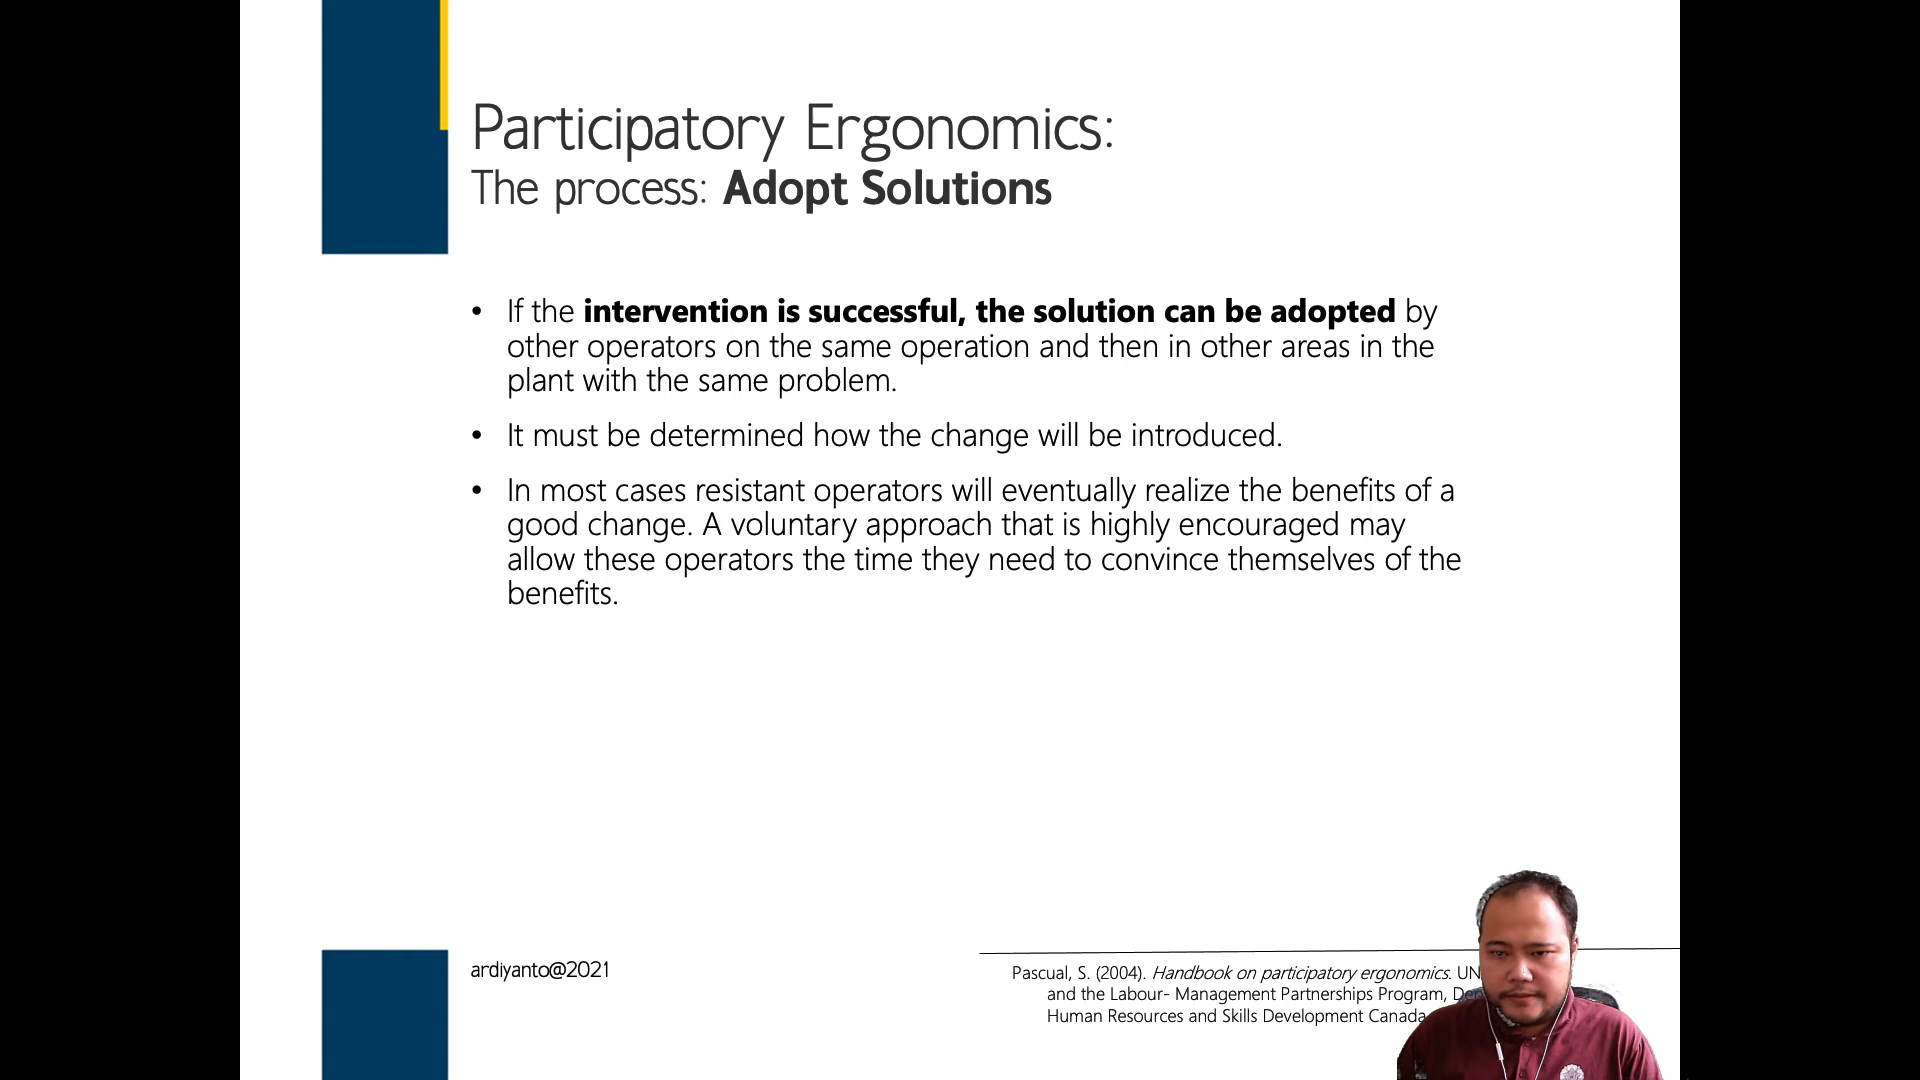 Participatory Ergonomics:
The process: Adopt Solutions
• If the intervention is successful, the solution can be adopted by
other operators on the same operation and then in other areas in the
plant with the same problem.
• It must be determined how the change will be introduced.
• In most cases resistant operators will eventually realize the benefits of a
good change. A voluntary approach that is highly encouraged may
allow these operators the time they need to convince themselves of the
benefits.
ardiyanto@2021
Pascual, S. (2004). Handbook on participatory ergonomics.
and the Labour- Management Partnerships Program,
Human Resources and Skills Development Canada